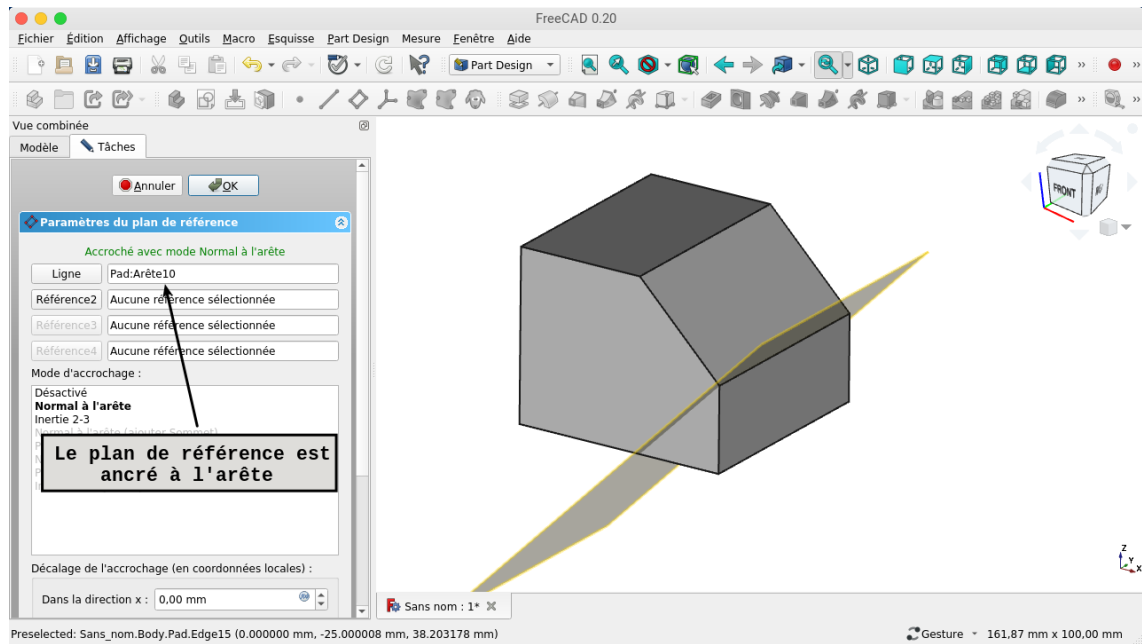 FreeCAD 0.20
Fichier Édition Affichage Outils Macro Esquisse Part Design Mesure Fenêtre Aide
Part Design
Vue combinée
Modèle Tâches
Annuler OK
Paramètres du plan de référence
Accroché avec mode Normal à l'arête
Ligne Pad:Arête10
Référence2 Aucune référence sélectionnée
Référence3 Aucune référence sélectionnée
Référence4 Aucune référence sélectionnée
Mode d'accrochage :
Désactivé
Normal à l'arête
Inertie 2-3
Normal à l'arête (ajouter Sommet)
Le plan de référence est
ancré à l'arête
Décalage de l'accrochage (en coordonnées locales) :
Dans la direction x : 0,00 mm
FRONT
Z
Y
X
Sans nom : 1*
Preselected: Sans_nom.Body.Pad.Edge15 (0.000000 mm, -25.000008 mm, 38.203178 mm)
Gesture 161,87 mm x 100,00 mm